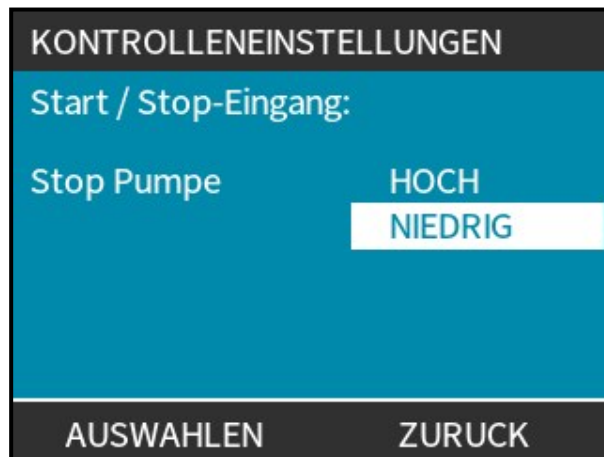 KONTROLLENEINSTELLUNGEN
Start / Stop-Eingang:
Stop Pumpe HOCH
NIEDRIG
AUSWAHLEN ZURUCK